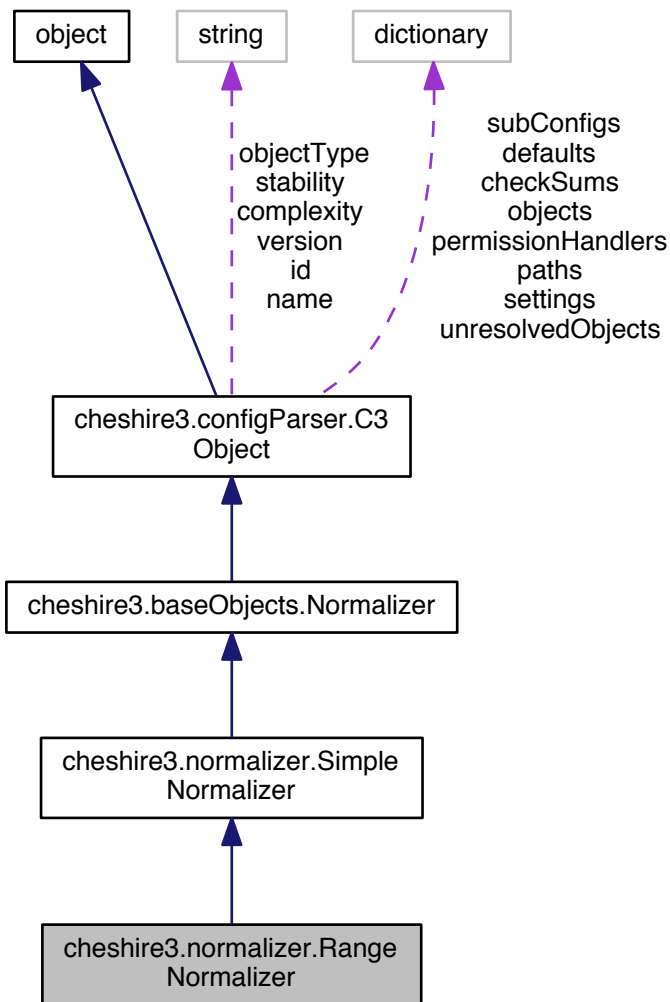 object
string
dictionary
objectType
stability
complexity
version
id
name
subConfigs
defaults
checkSums
objects
permissionHandlers
paths
settings
unresolvedObjects
cheshire3.configParser.C3
Object
cheshire3.baseObjects.Normalizer
cheshire3.normalizer.Simple
Normalizer
cheshire3.normalizer.Range
Normalizer